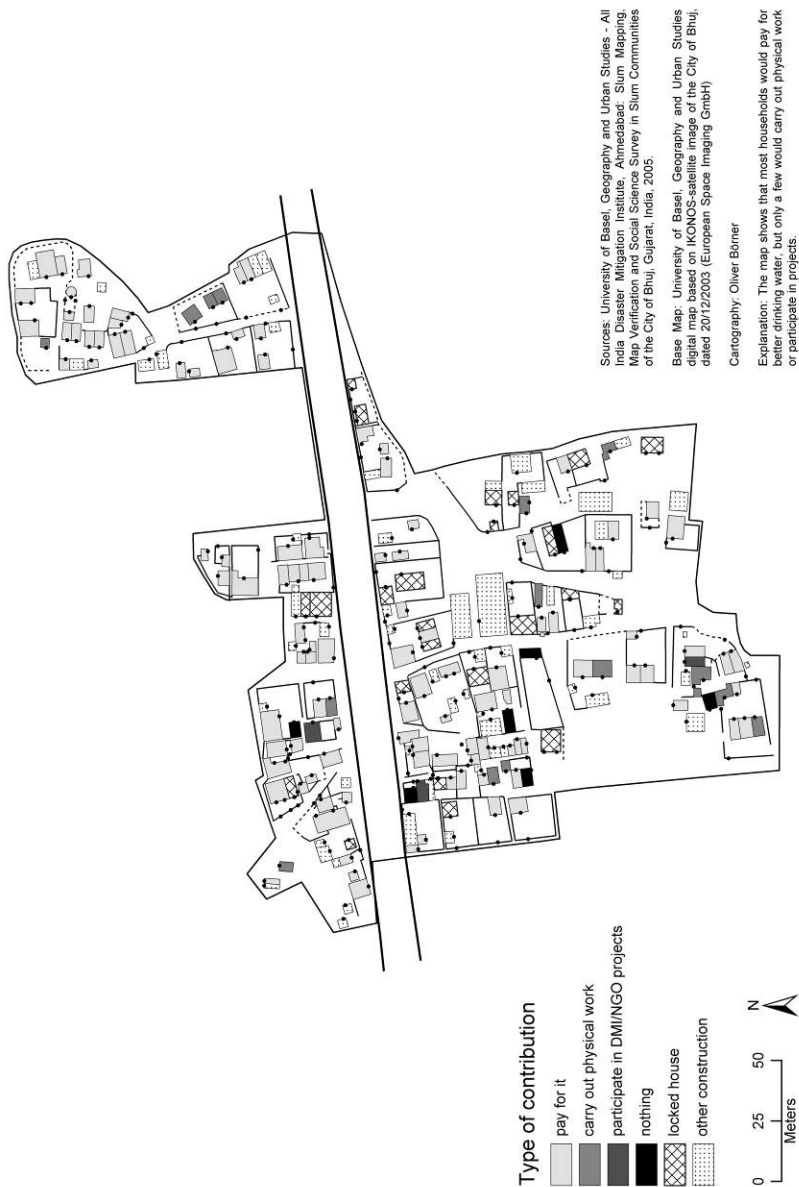 Type of contribution
pay for it
carry out physical work
participate in DMI/NGO projects
nothing
locked house
other construction
0 25 50
Meters
N
Sources: University of Basel, Geography and Urban Studies - All
India Disaster Mitigation Institute, Ahmedabad: Slum Mapping,
Map Verification and Social Science Survey in Slum Communities
of the City of Bhuj, Gujarat, India, 2005.
Base Map: University of Basel, Geography and Urban Studies
digital map based on IKONOS-satellite image of the City of Bhuj,
dated 20/12/2003 (European Space Imaging GmbH)
Cartography: Oliver Börner
Explanation: The map shows that most households would pay for
better drinking water, but only a few would carry out physical work
or participate in projects.